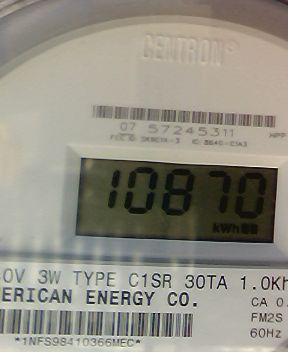 CENTRON®
07 57245311
HPP
10870
kWh
0V 3W TYPE C1SR 30TA 1.0Kh
ERICAN ENERGY CO.
CA 0.
FM2S
60Hz
*1NFS98410366MEC*